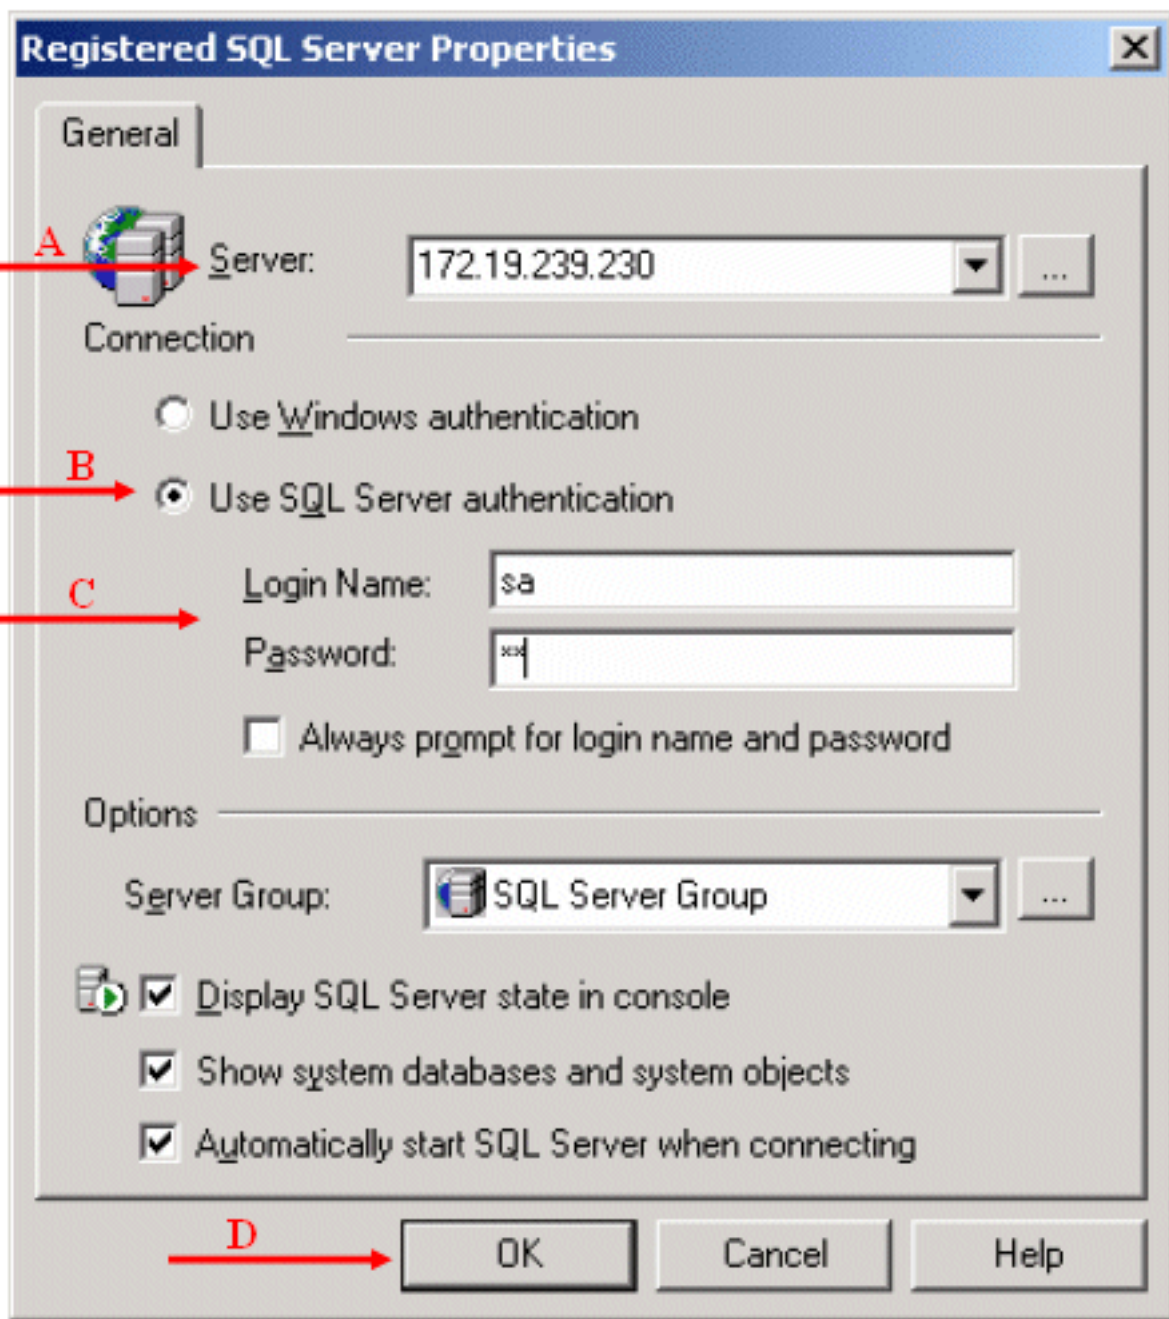 Registered SQL Server Properties
General
A
Server: 172.19.239.230 ...
Connection
Use Windows authentication
B
Use SQL Server authentication
C
Login Name: sa
Password: **
Always prompt for login name and password
Options
Server Group: SQL Server Group ...
Display SQL Server state in console
Show system databases and system objects
Automatically start SQL Server when connecting
D
OK Cancel Help